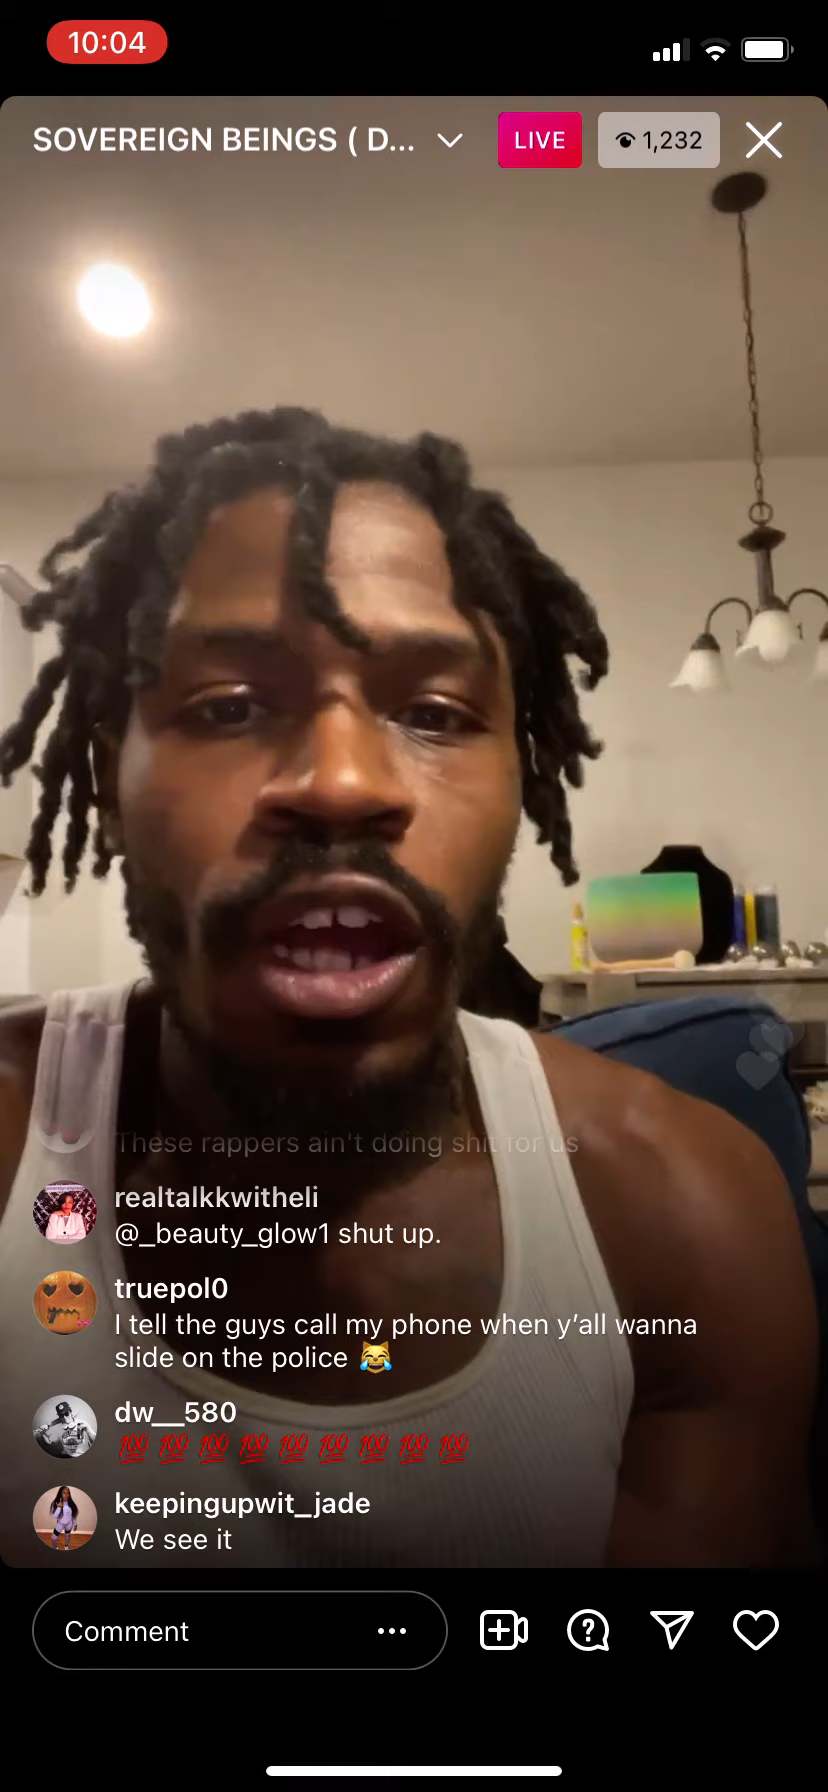 10:04
SOVEREIGN BEINGS ( D...
LIVE
1,232
These rappers ain't doing shit for us
realtalkkwitheli
@_beauty_glow1 shut up.
truepol0
I tell the guys call my phone when y’all wanna
slide on the police 😹
dw__580
💯 💯 💯 💯 💯 💯 💯 💯 💯
keepingupwit_jade
We see it
Comment